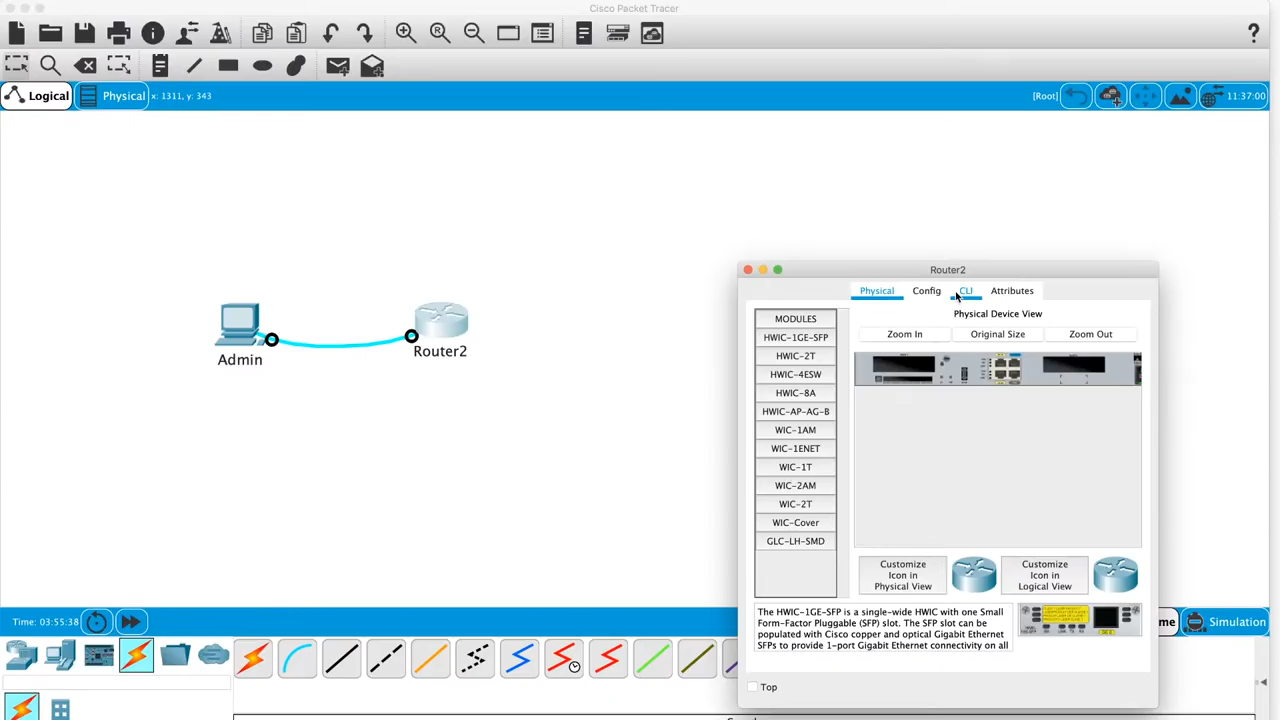 Cisco Packet Tracer
Logical
Physical
x: 1311, y: 343
[Root]
11:37:00
Admin
Router2
Router2
Physical
Config
CLI
Attributes
MODULES
HWIC-1GE-SFP
HWIC-2T
HWIC-4ESW
HWIC-8A
HWIC-AP-AG-B
WIC-1AM
WIC-1ENET
WIC-1T
WIC-2AM
WIC-2T
WIC-Cover
GLC-LH-SMD
Physical Device View
Zoom In
Original Size
Zoom Out
Customize
Icon in
Physical View
Customize
Icon in
Logical View
The HWIC-1GE-SFP is a single-wide HWIC with one Small
Form-Factor Pluggable (SFP) slot. The SFP slot can be
populated with Cisco copper and optical Gigabit Ethernet
SFPs to provide 1-port Gigabit Ethernet connectivity on all
Top
Time: 03:55:38
me
Simulation